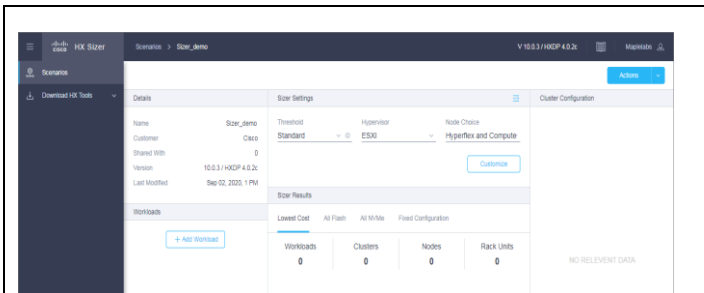 cisco HX Sizer
Scenarios > Sizer_demo
V 10.0.3 / HXDP 4.0.2c
Maplelabs
Scenarios
Download HX Tools
Actions
Details
Name Sizer_demo
Customer Cisco
Shared With 0
Version 10.0.3 / HXDP 4.0.2c
Last Modified Sep 02, 2020, 1 PM
Workloads
+ Add Workload
Sizer Settings
Threshold Hypervisor Node Choice
Standard ESXI Hyperflex and Compute
Customize
Sizer Results
Lowest Cost All Flash All NVMe Fixed Configuration
Workloads Clusters Nodes Rack Units
0 0 0 0
Cluster Configuration
NO RELEVENT DATA